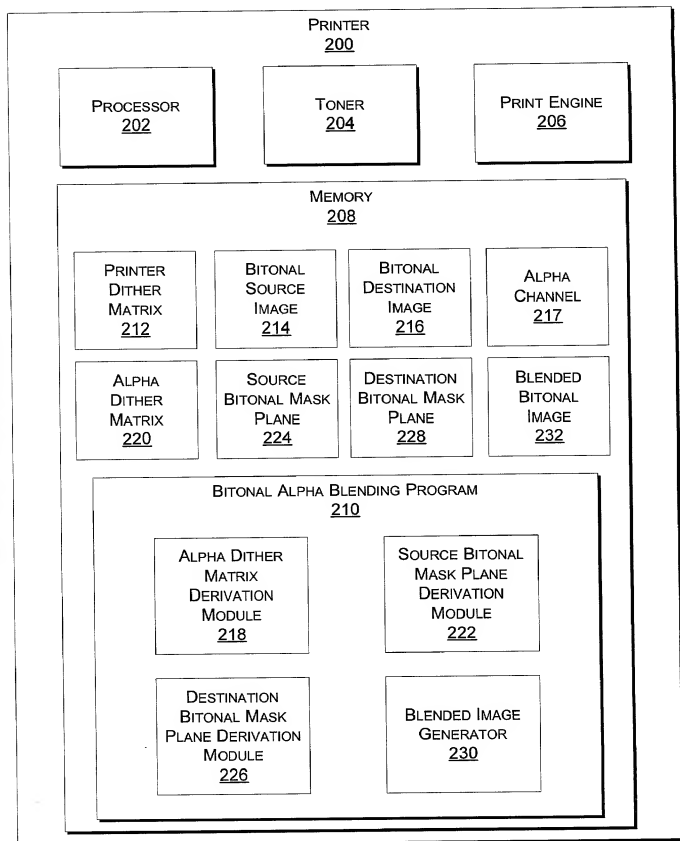 PRINTER
200
PROCESSOR
202
TONER
204
PRINT ENGINE
206
MEMORY
208
PRINTER
DITHER
MATRIX
212
BITONAL
SOURCE
IMAGE
214
BITONAL
DESTINATION
IMAGE
216
ALPHA
CHANNEL
217
ALPHA
DITHER
MATRIX
220
SOURCE
BITONAL MASK
PLANE
224
DESTINATION
BITONAL MASK
PLANE
228
BLENDED
BITONAL
IMAGE
232
BITONAL ALPHA BLENDING PROGRAM
210
ALPHA DITHER
MATRIX
DERIVATION
MODULE
218
SOURCE BITONAL
MASK PLANE
DERIVATION
MODULE
222
DESTINATION
BITONAL MASK
PLANE DERIVATION
MODULE
226
BLENDED IMAGE
GENERATOR
230